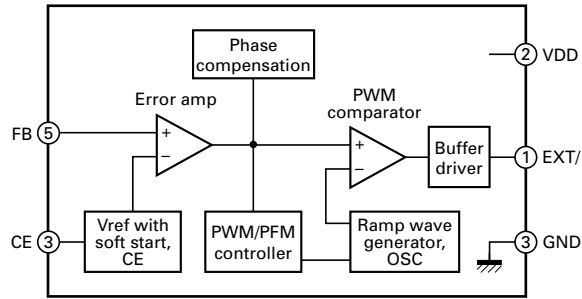 Phase
compensation
② VDD
Error amp
PWM
comparator
FB ⑤
+
−
+
−
Buffer
driver
① EXT/
Vref with
soft start,
CE
PWM/PFM
controller
Ramp wave
generator,
OSC
CE ③
③ GND